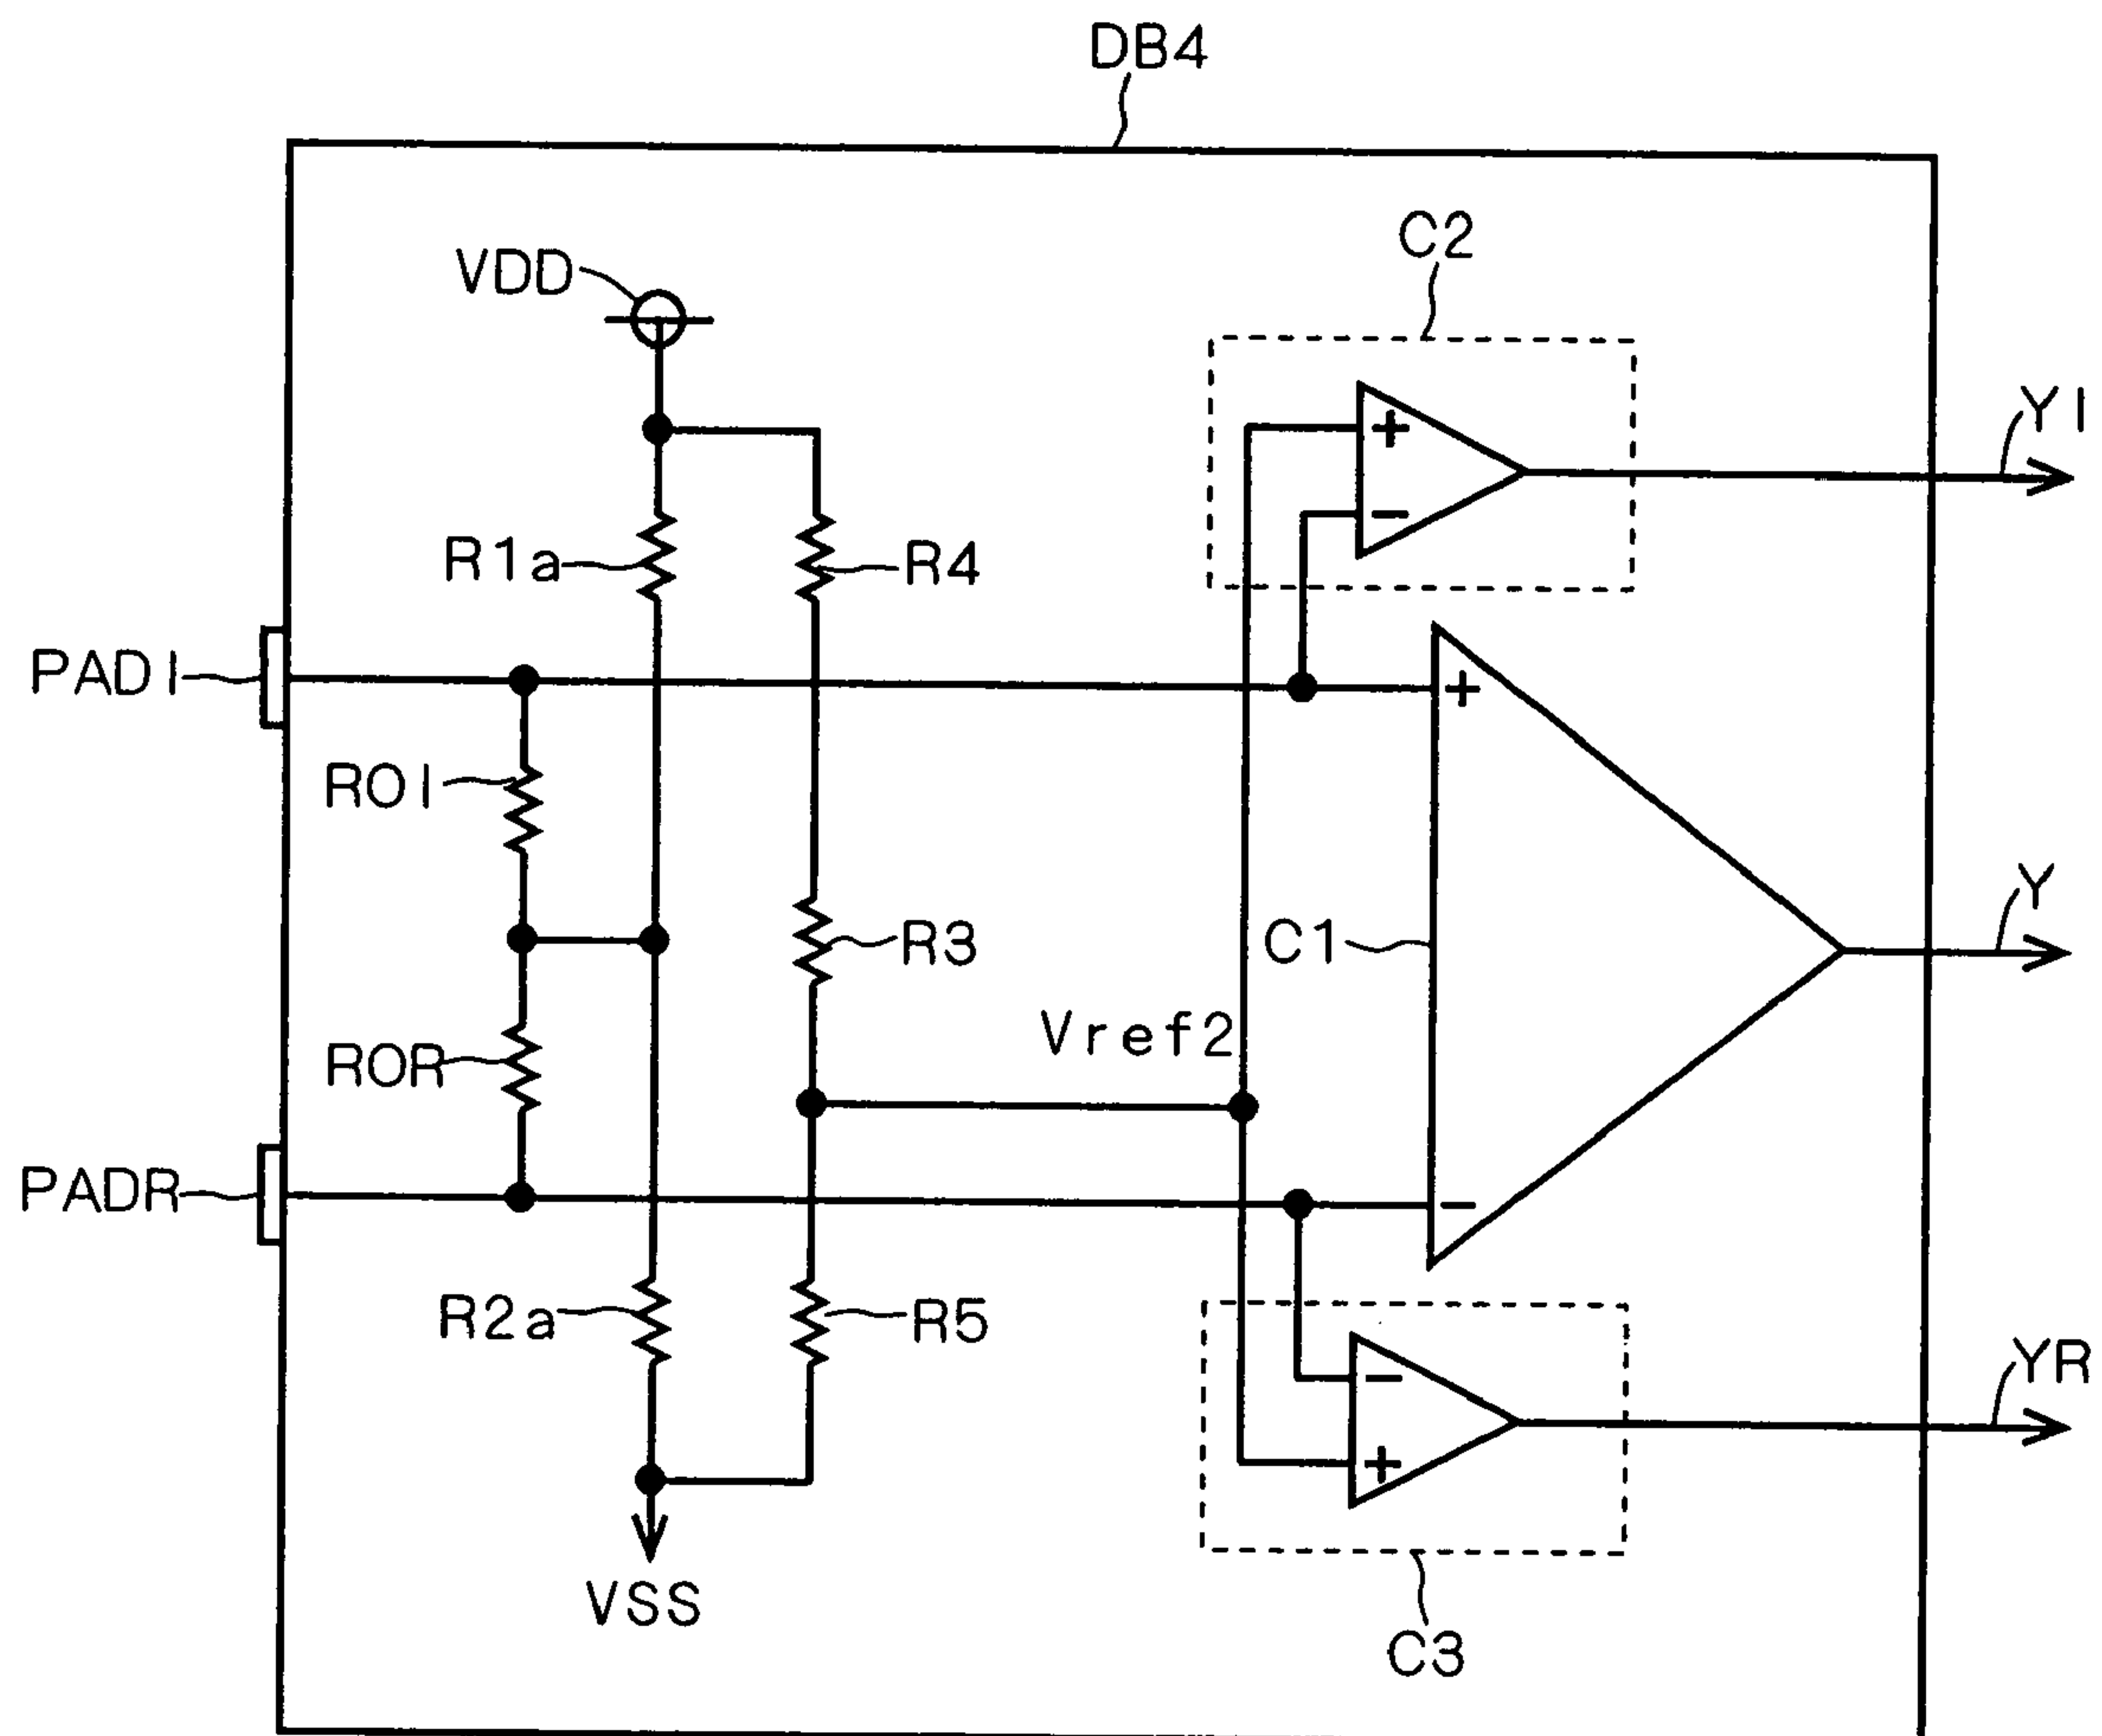 DB4
C2
VDD
YI
R1a
R4
PADI
+
-
+
ROI
Y
C1
R3
Vref2
ROR
PADR
-
R2a
R5
-
+
YR
VSS
C3